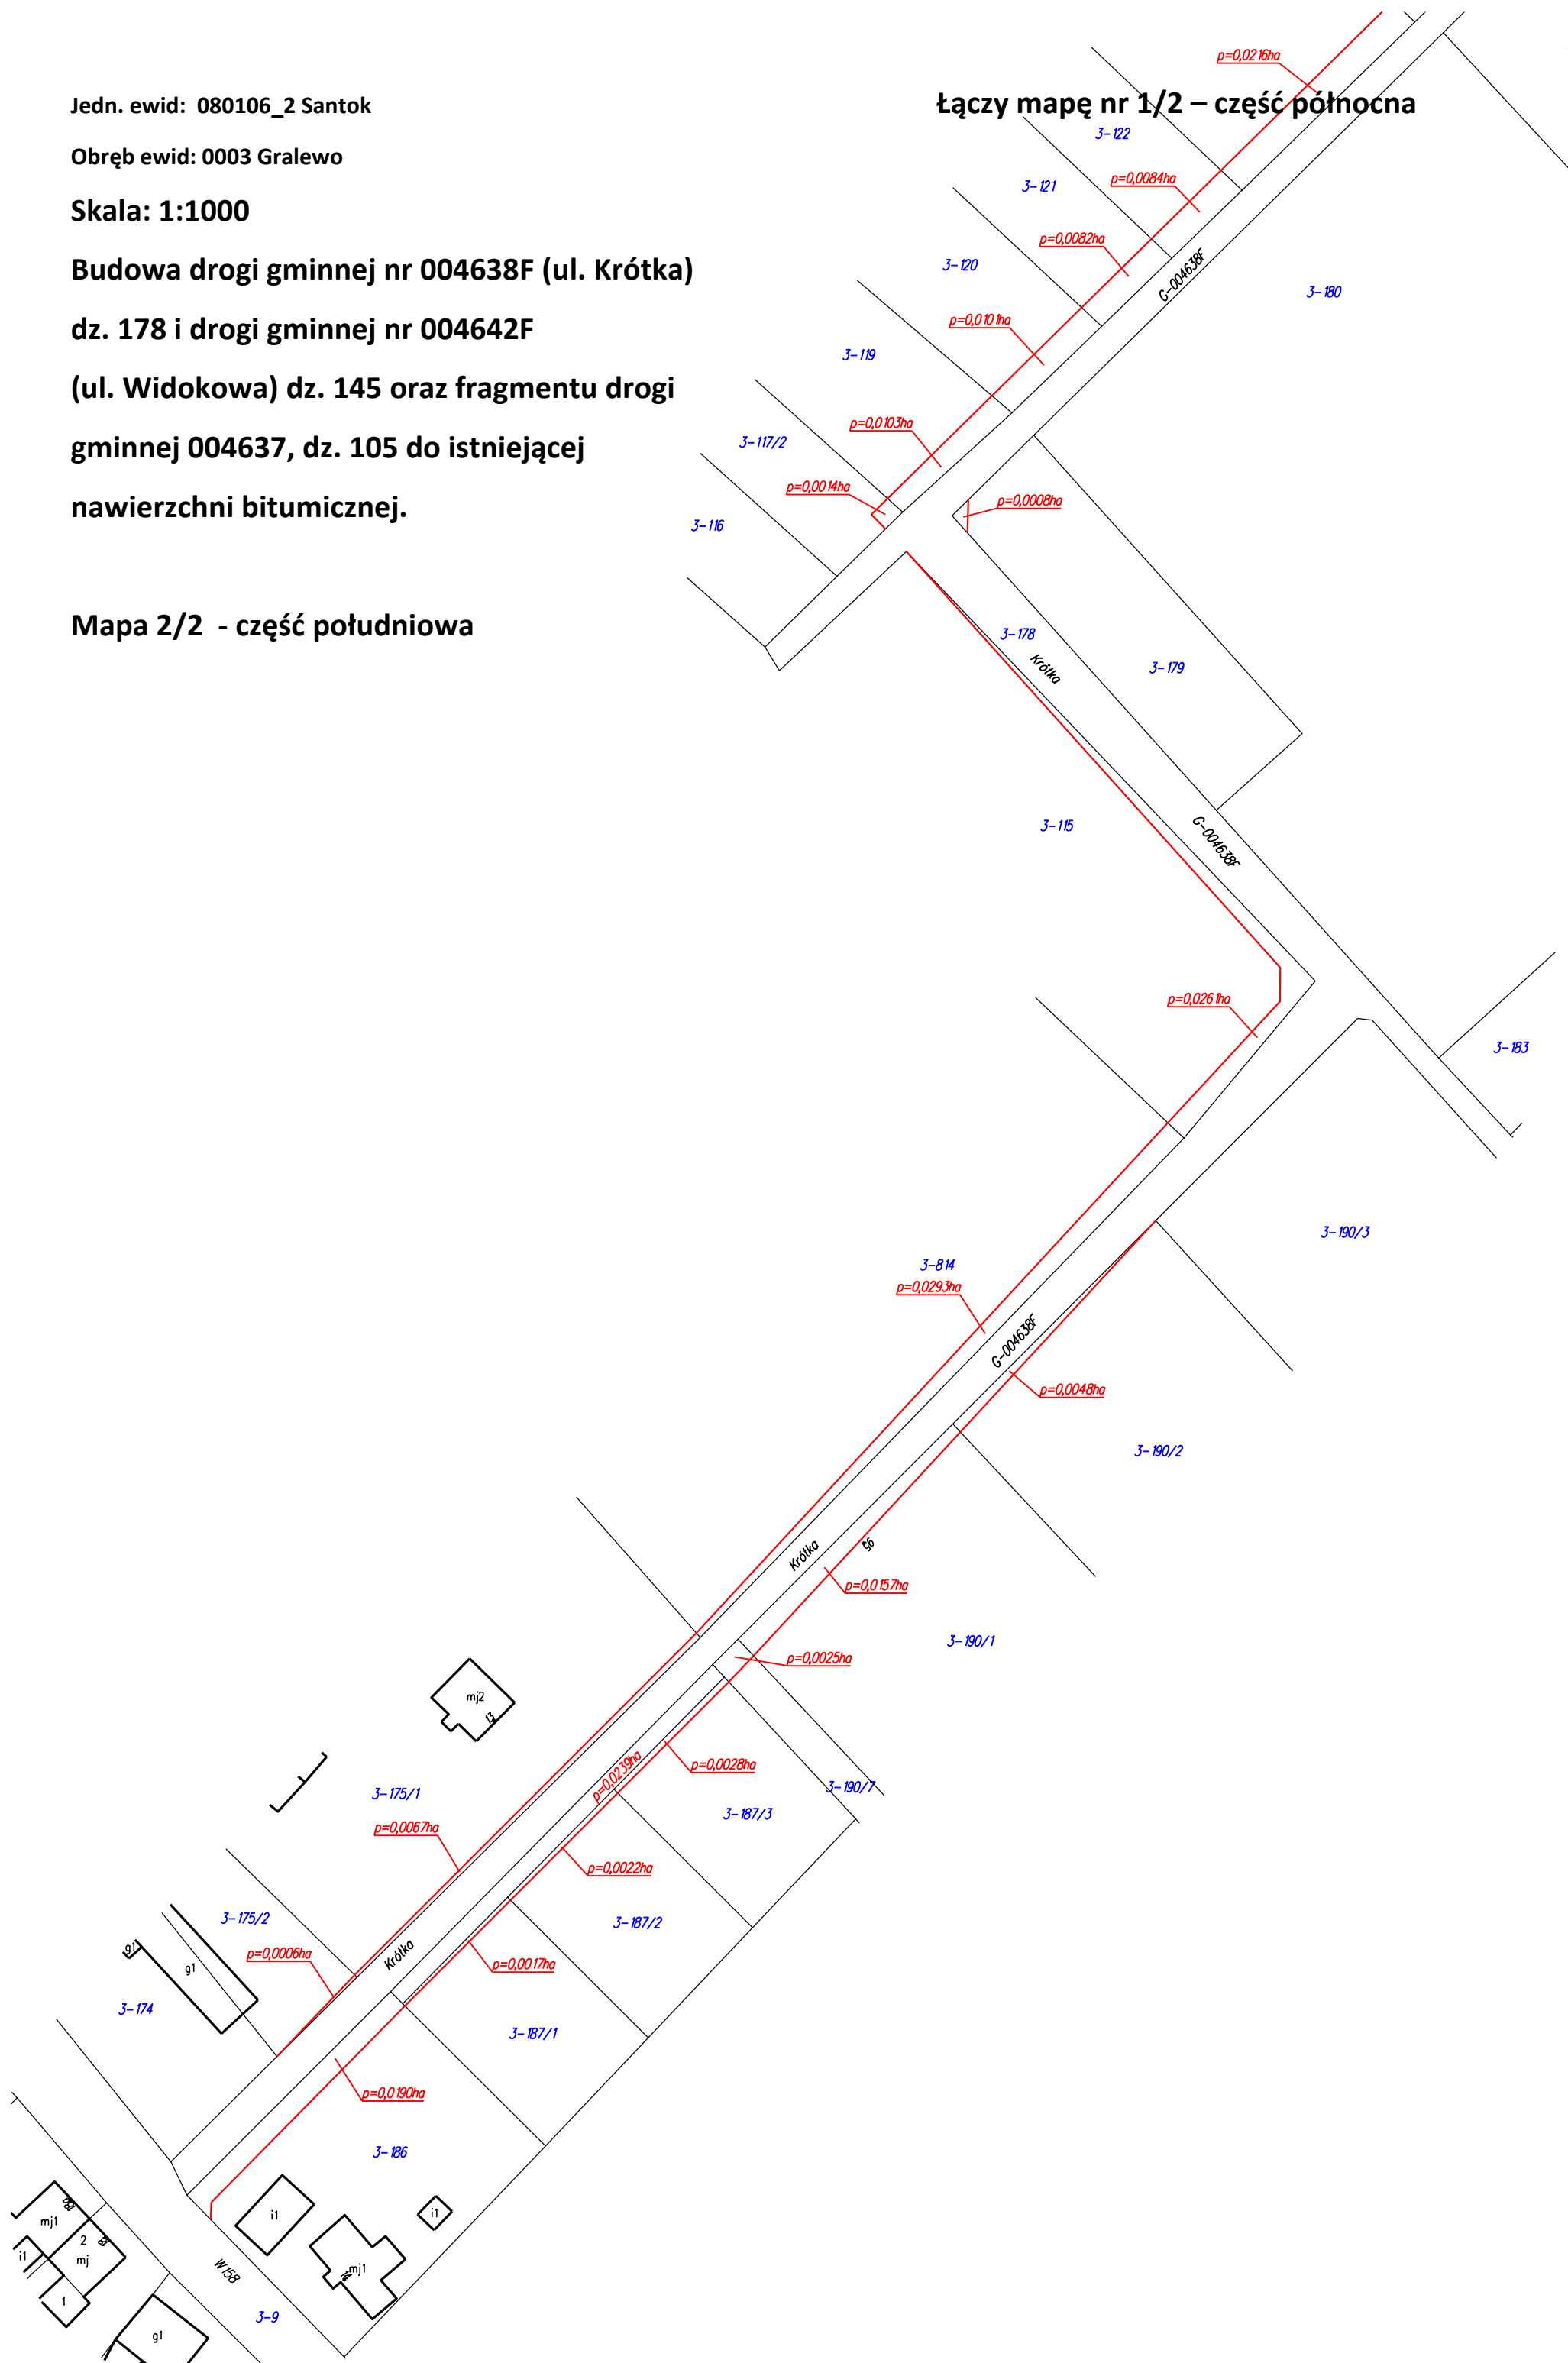 p=0,0216ha
Jedn. ewid: 080106_2 Santok
Łączy mapę nr 1/2 – część północna
3-122
Obręb ewid: 0003 Gralewo
p=0,0084ha
3-121
Skala: 1:1000
p=0,0082ha
Budowa drogi gminnej nr 004638F (ul. Krótka)
3-120
G-004638F
3-180
p=0,0101ha
dz. 178 i drogi gminnej nr 004642F
3-119
(ul. Widokowa) dz. 145 oraz fragmentu drogi
p=0,0103ha
3-117/2
gminnej 004637, dz. 105 do istniejącej
p=0,0014ha
p=0,0008ha
nawierzchni bitumicznej.
3-116
Mapa 2/2 - część południowa
3-178
Krótka
3-179
3-115
G-004638F
p=0,0261ha
3-183
3-190/3
3-814
p=0,0293ha
G-004638F
p=0,0048ha
3-190/2
Krótka
p=0,0157ha
3-190/1
p=0,0025ha
mj2
13
p=0,0239ha
p=0,0028ha
3-175/1
3-190/7
3-187/3
p=0,0067ha
p=0,0022ha
3-175/2
3-187/2
p=0,0006ha
Krótka
g1
p=0,0017ha
3-174
3-187/1
p=0,0190ha
3-186
i1
i1
mj1
2
mj
i1
mj1
14
W158
1
3-9
g1